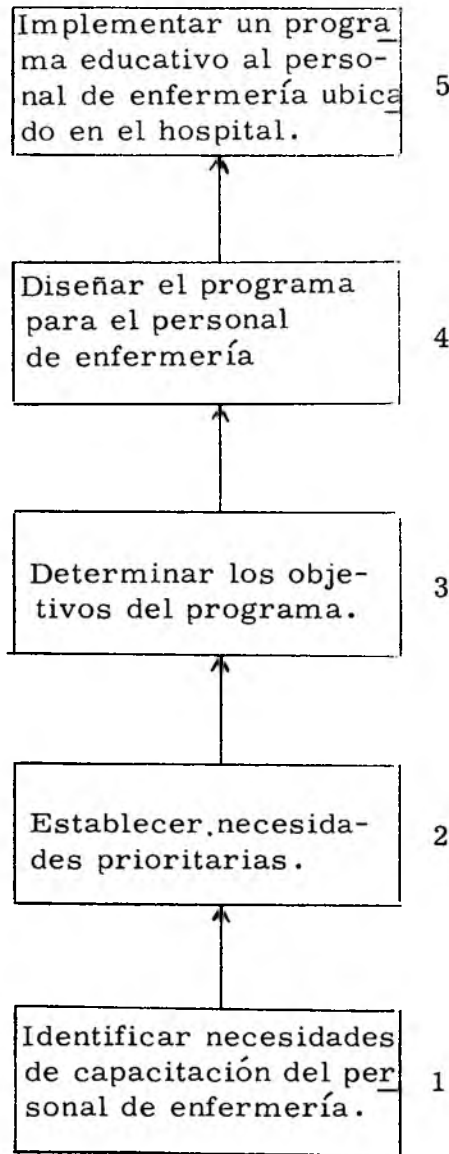 Implementar un progra
ma educativo al perso-
nal de enfermería ubica
do en el hospital.
5
Diseñar el programa
para el personal
de enfermería
4
Determinar los obje-
tivos del programa.
3
Establecer necesida-
des prioritarias.
2
Identificar necesidades
de capacitación del per
sonal de enfermería.
1